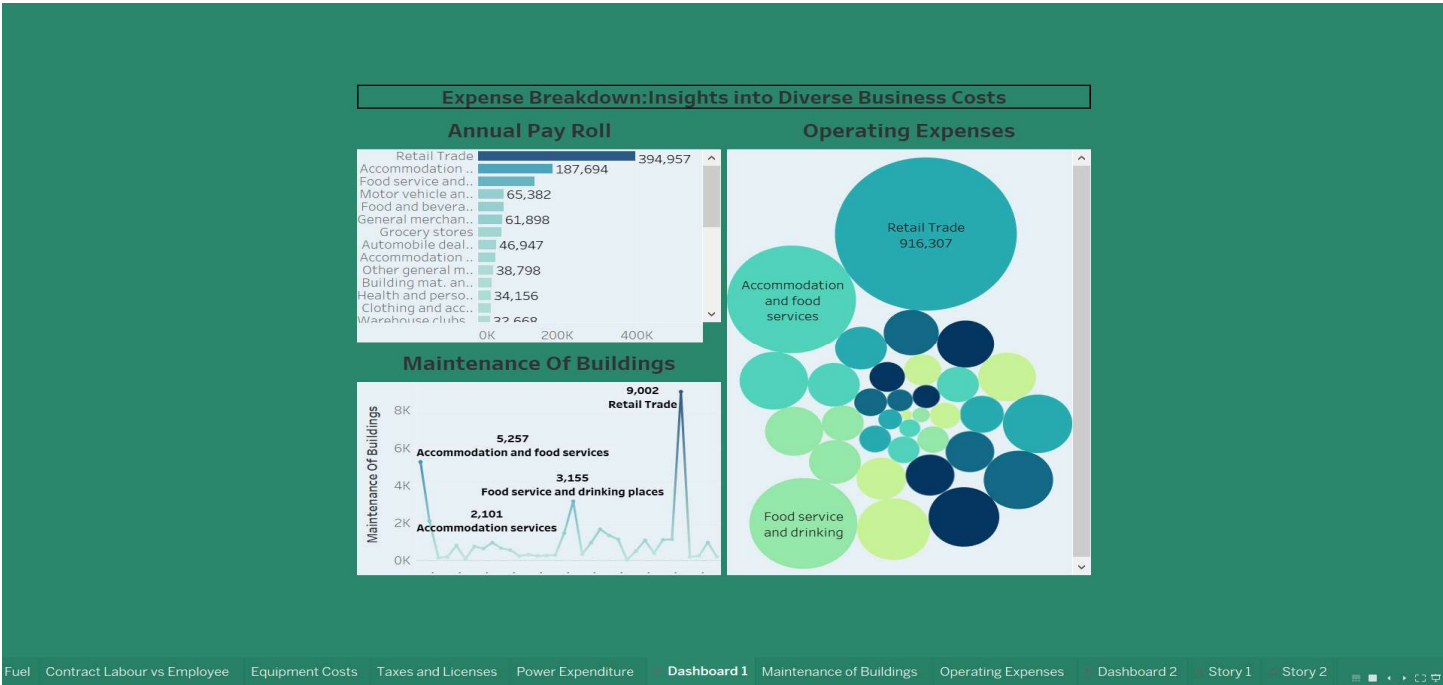 Expense Breakdown:Insights into Diverse Business Costs
Annual Pay Roll
Retail Trade 394,957
Accommodation .. 187,694
Food service and..
Motor vehicle an.. 65,382
Food and bevera..
General merchan.. 61,898
Grocery stores
Automobile deal.. 46,947
Accommodation ..
Other general m.. 38,798
Building mat. an..
Health and perso.. 34,156
Clothing and acc..
Warehouse clubs 32,668
0K 200K 400K
Operating Expenses
Retail Trade
916,307
Accommodation
and food
services
Food service
and drinking
Maintenance Of Buildings
Maintenance Of Buildings
8K
6K
4K
2K
0K
9,002
Retail Trade
5,257
Accommodation and food services
3,155
Food service and drinking places
2,101
Accommodation services
Fuel Contract Labour vs Employee Equipment Costs Taxes and Licenses Power Expenditure Dashboard 1 Maintenance of Buildings Operating Expenses Dashboard 2 Story 1 Story 2